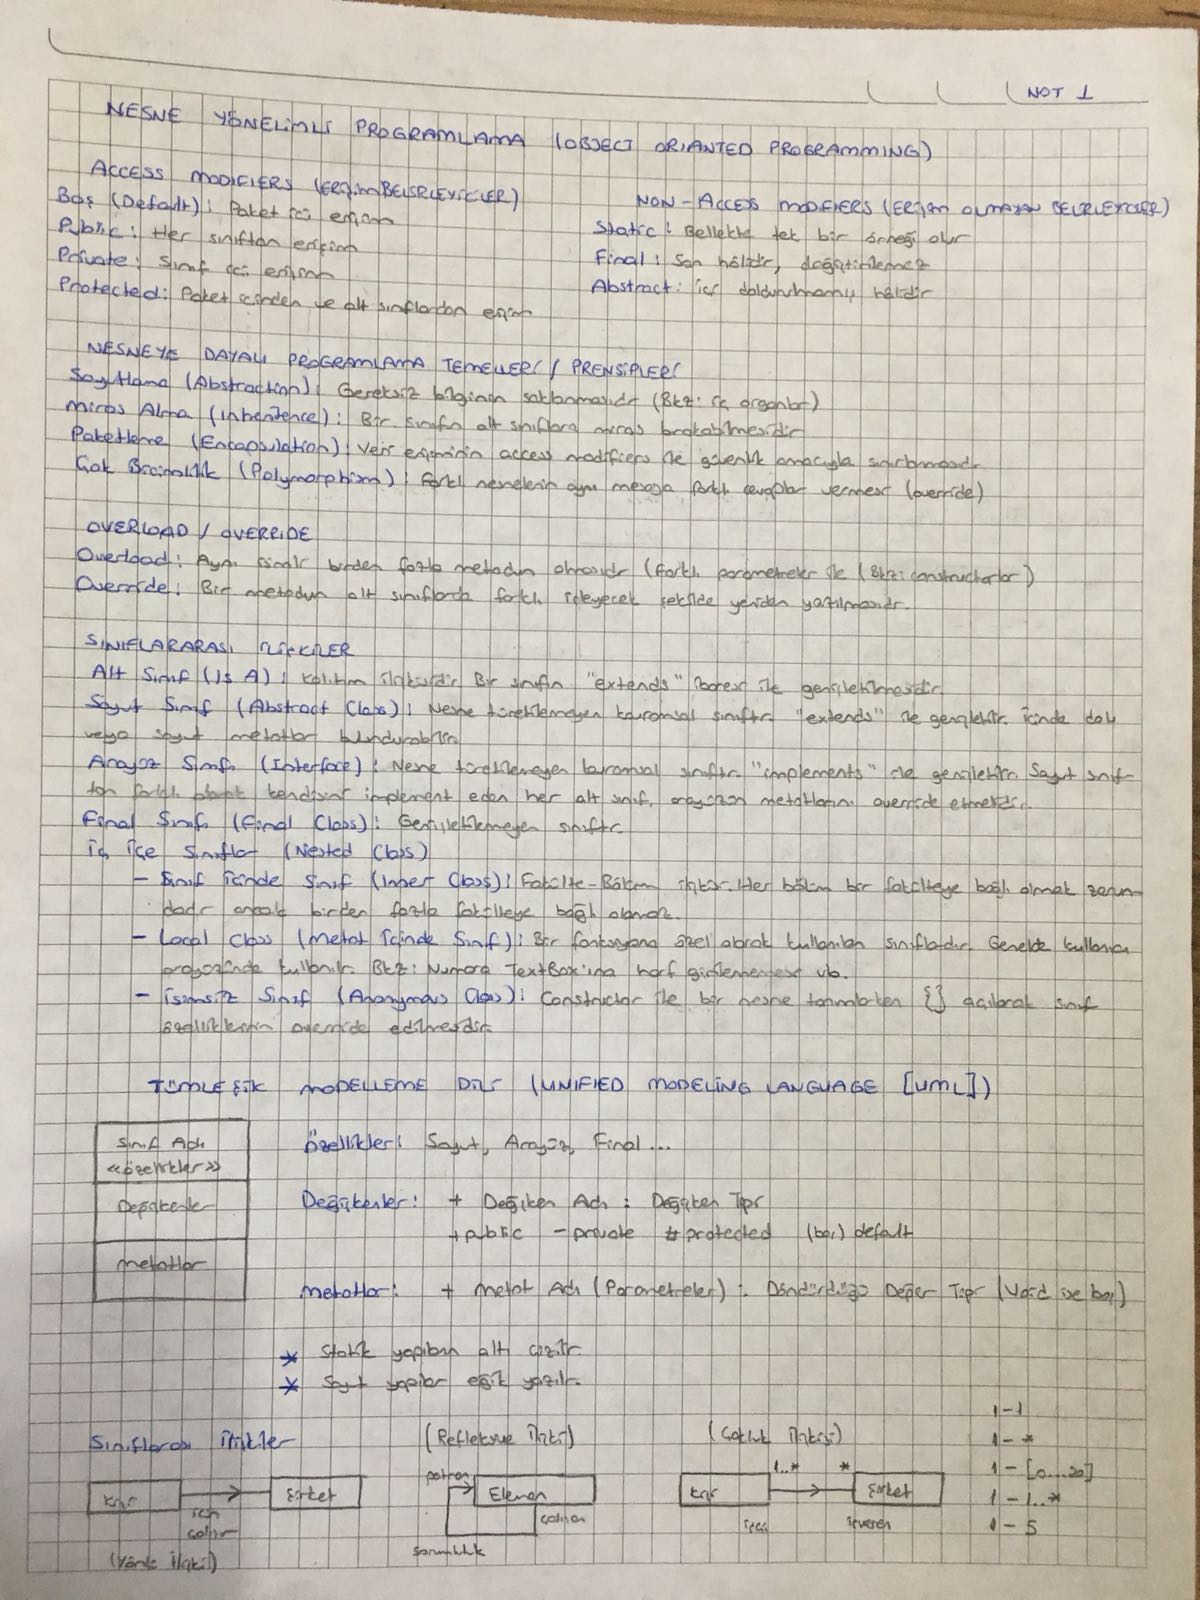 NOT 1
NESNE YÖNELİMLİ PROGRAMLAMA (OBJECT ORIANTED PROGRAMMING)
ACCESS MODIFIERS (ERİŞİM BELİRLEYİCİLER)
Boş (Default): Paket içi erişim
Public: Her sınıftan erişim
Private: Sınıf içi erişim
Protected: Paket içinden ve alt sınıflardan erişim
NON-ACCESS MODIFIERS (ERİŞİM OLMAYAN BELİRLEYİCİLER)
Static: Bellekte tek bir örneği olur
Final: Son hâlidir, değiştirilemez
Abstract: İçi doldurulmamış hâlidir
NESNEYE DAYALI PROGRAMLAMA TEMELLERİ / PRENSİPLERİ
Soyutlama (Abstraction): Gereksiz bilginin saklanmasıdır (Bkz: iç organlar)
Miras Alma (Inheritence): Bir sınıfın alt sınıflara miras bırakabilmesidir
Paketleme (Encapsulation): Veri erişiminin access modifiers ile güvenlik amacıyla sınırlanmasıdır
Çok Biçimlilik (Polymorphism): Farklı nesnelerin aynı mesaja farklı cevaplar vermesi (override)
OVERLOAD / OVERRIDE
Overload: Aynı isimli birden fazla metodun olmasıdır (farklı parametreler ile (Bkz: constructorlar)
Override: Bir metodun alt sınıflarda farklı işleyecek şekilde yeniden yazılmasıdır.
SINIFLARARASI İLİŞKİLER
Alt Sınıf (Is A): Kalıtım ilişkisidir Bir sınıfın "extends" ibaresi ile genişletilmesidir
Soyut Sınıf (Abstract Class): Nesne türetilemeyen kavramsal sınıftır "extends" ile genişletilir içinde dolu
veya soyut metotlar bulundurabilir.
Arayüz Sınıfı (Interface): Nesne türetilemeyen kavramsal sınıftır "implements" ile genişletilir Soyut sınıf-
tan farklı olarak kendisini implement eden her alt sınıf, arayüzün metotlarını override etmelidir.
Final Sınıfı (Final Class): Genişletilemeyen sınıftır
İç İçe Sınıflar (Nested Class)
- Sınıf İçinde Sınıf (Inner Class): Fakülte-Bölüm ilişkisi. Her bölüm bir fakülteye bağlı olmak zorun-
dadır ancak birden fazla fakülteye bağlı olamaz.
- Local Class (Metot İçinde Sınıf): Bir fonksiyona özel olarak kullanılan sınıflardır. Genelde kullanıcı
arayüzünde kullanılır. Bkz: Numara TextBox'ına harf girilememesi vb.
- İsimsiz Sınıf (Anonymous Class): Constructor ile bir nesne tanımlarken {} açılarak sınıf
özelliklerinin override edilmesidir.
TÜMLEŞİK MODELLEME DİLİ (UNIFIED MODELING LANGUAGE [UML])
Sınıf Adı
«özellikler»
Değişkenler
Metotlar
Özellikler: Soyut, Arayüz, Final...
Değişkenler: + Değişken Adı : Değişken Tipi
+public -private #protected (boş) default
Metotlar: + Metot Adı (Parametreler) : Döndürdüğü Değer Tipi (Void ise boş)
* Statik yapıların altı çizilir.
* Soyut yapılar eğik yazılır.
Sınıflarası İlişkiler
Kişi
Şirket
için
çalışır
(Yönlü İlişki)
(Refleksive İlişki)
patron
Eleman
çalışan
sorumluluk
(Çokluk İlişkisi)
Kişi
1..*
*
Şirket
işçi
işveren
1-1
1-*
1-[0...20]
1-1..*
1-5